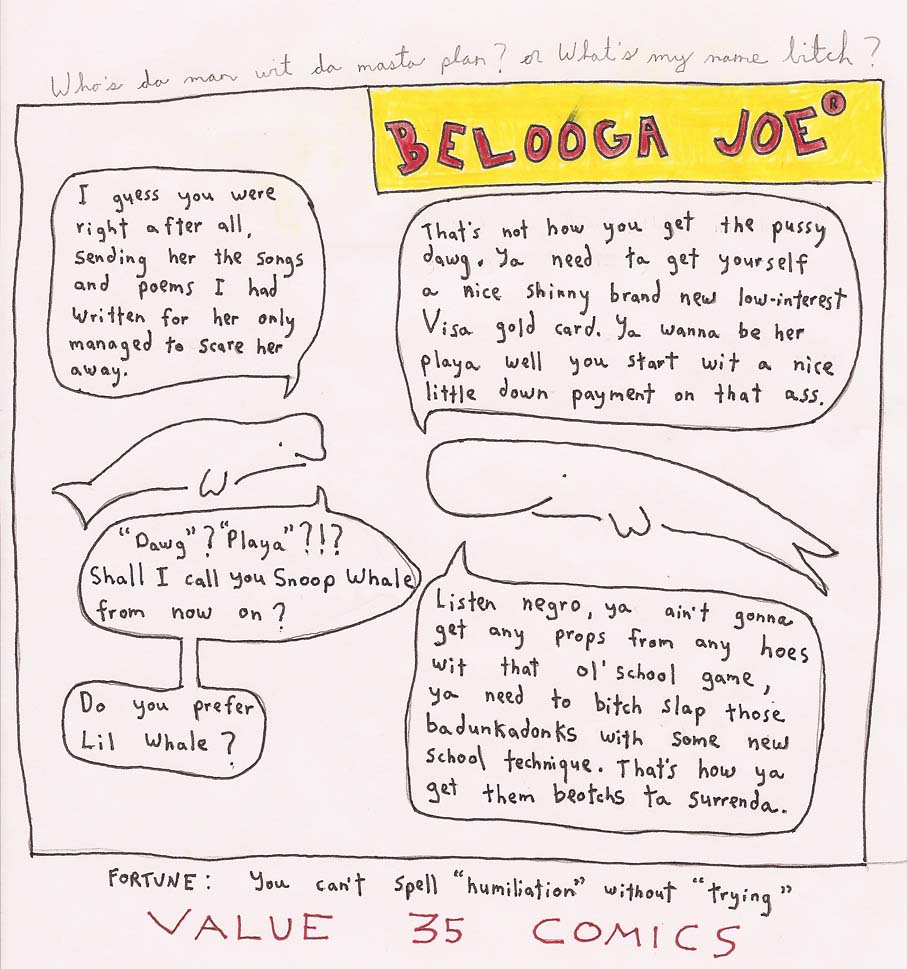 Who's da man wit da masta plan? or What's my name bitch?
BELOOGA JOE®
I guess you were
right after all,
sending her the songs
and poems I had
written for her only
managed to scare her
away.
That's not how you get the pussy
dawg. Ya need ta get yourself
a nice shinny brand new low-interest
Visa gold card. Ya wanna be her
playa well you start wit a nice
little down payment on that ass.
"Dawg"? "Playa"?!?
Shall I call you Snoop Whale
from now on?
Do you prefer
Lil Whale?
Listen negro, ya ain't gonna
get any props from any hoes
wit that ol' school game,
ya need to bitch slap those
badunkadonks with some new
school technique. That's how ya
get them beotchs ta surrenda.
FORTUNE: You can't spell "humiliation" without "trying"
VALUE 35 COMICS